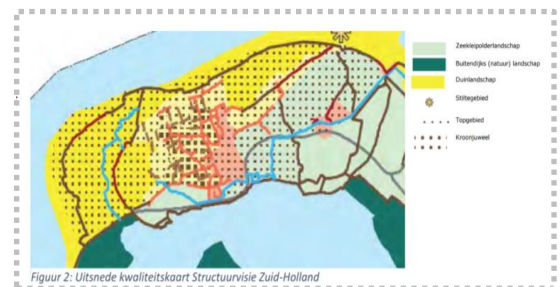 Zeekleipolderlandschap
Buitendijks (natuur) landschap
Duinlandschap
Stiltegebied
Topgebied
Kroonjuweel
Figuur 2: Uitsnede kwaliteitskaart Structuurvisie Zuid-Holland